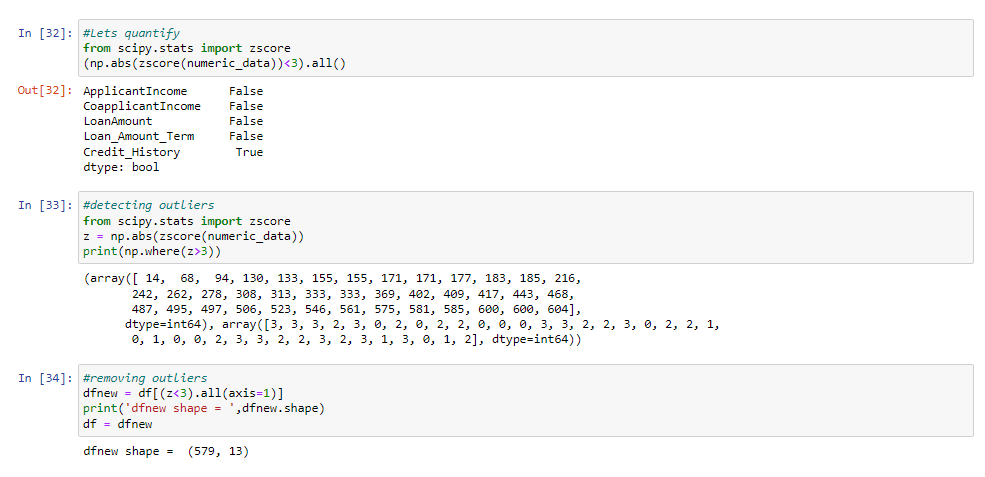 In [32]: #Lets quantify
from scipy.stats import zscore
(np.abs(zscore(numeric_data))<3).all()
Out[32]: ApplicantIncome      False
CoapplicantIncome    False
LoanAmount           False
Loan_Amount_Term     False
Credit_History        True
dtype: bool
In [33]: #detecting outliers
from scipy.stats import zscore
z = np.abs(zscore(numeric_data))
print(np.where(z>3))
(array([ 14,  68,  94, 130, 133, 155, 155, 171, 171, 177, 183, 185, 216,
242, 262, 278, 308, 313, 333, 333, 369, 402, 409, 417, 443, 468,
487, 495, 497, 506, 523, 546, 561, 575, 581, 585, 600, 600, 604],
dtype=int64), array([3, 3, 3, 2, 3, 0, 2, 0, 2, 2, 0, 0, 0, 3, 3, 2, 2, 3, 0, 2, 2, 1,
0, 1, 0, 0, 2, 3, 3, 2, 2, 3, 2, 3, 1, 3, 0, 1, 2], dtype=int64))
In [34]: #removing outliers
dfnew = df[(z<3).all(axis=1)]
print('dfnew shape = ',dfnew.shape)
df = dfnew
dfnew shape =  (579, 13)